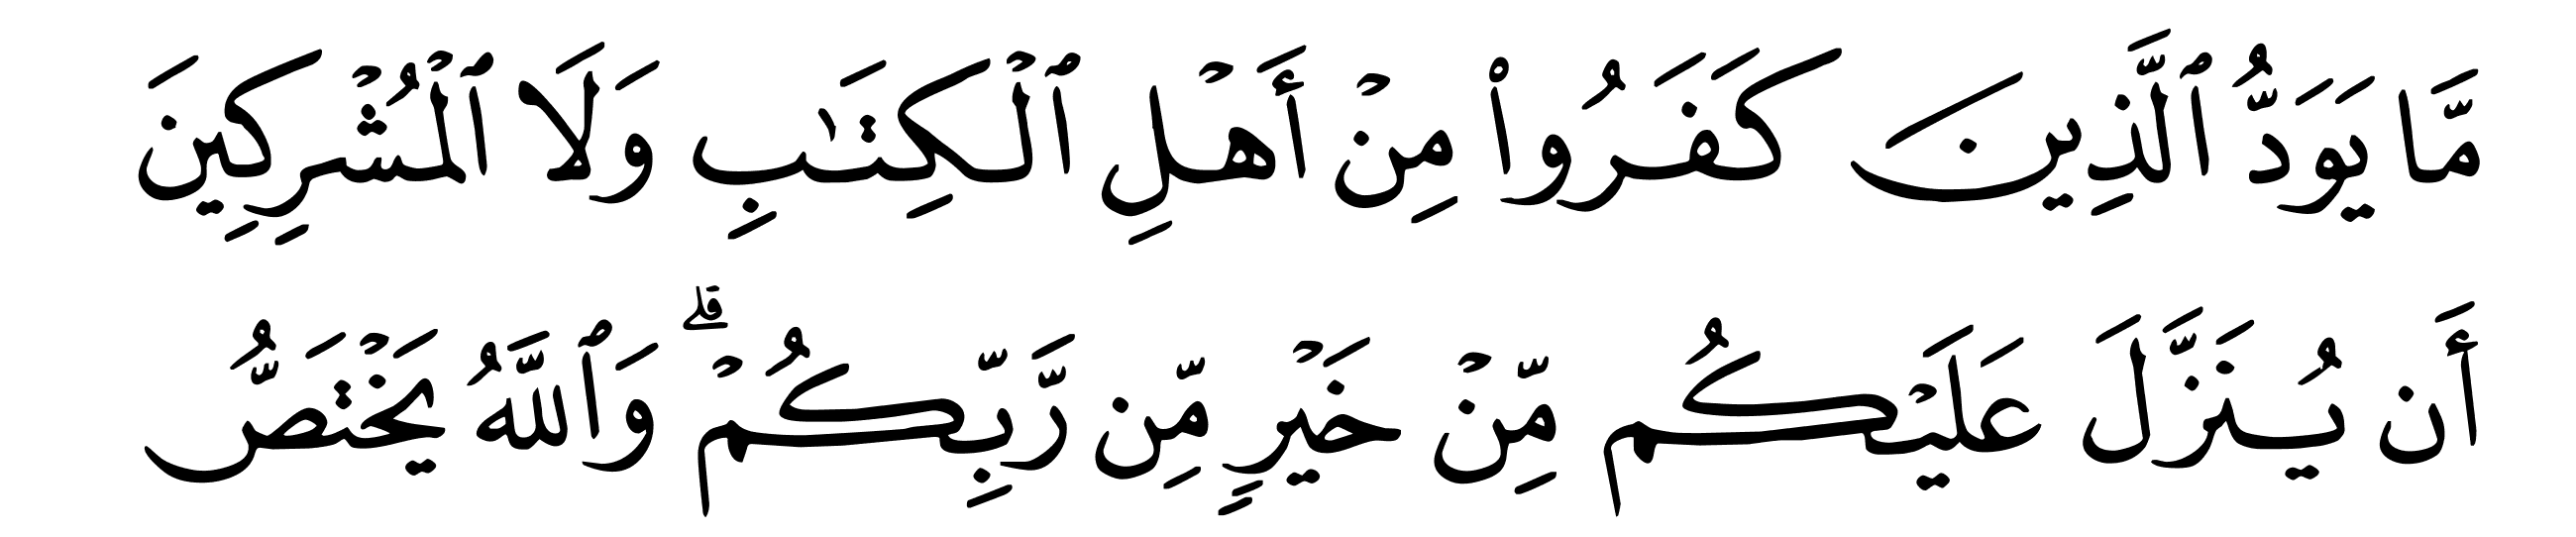 مَّا يَوَدُّ ٱلَّذِينَ كَفَرُوا۟ مِنْ أَهْلِ ٱلْكِتَـٰبِ وَلَا ٱلْمُشْرِكِينَ
أَن يُنَزَّلَ عَلَيْكُم مِّنْ خَيْرٍ مِّن رَّبِّكُمْ ۗ وَٱللَّهُ يَخْتَصُّ